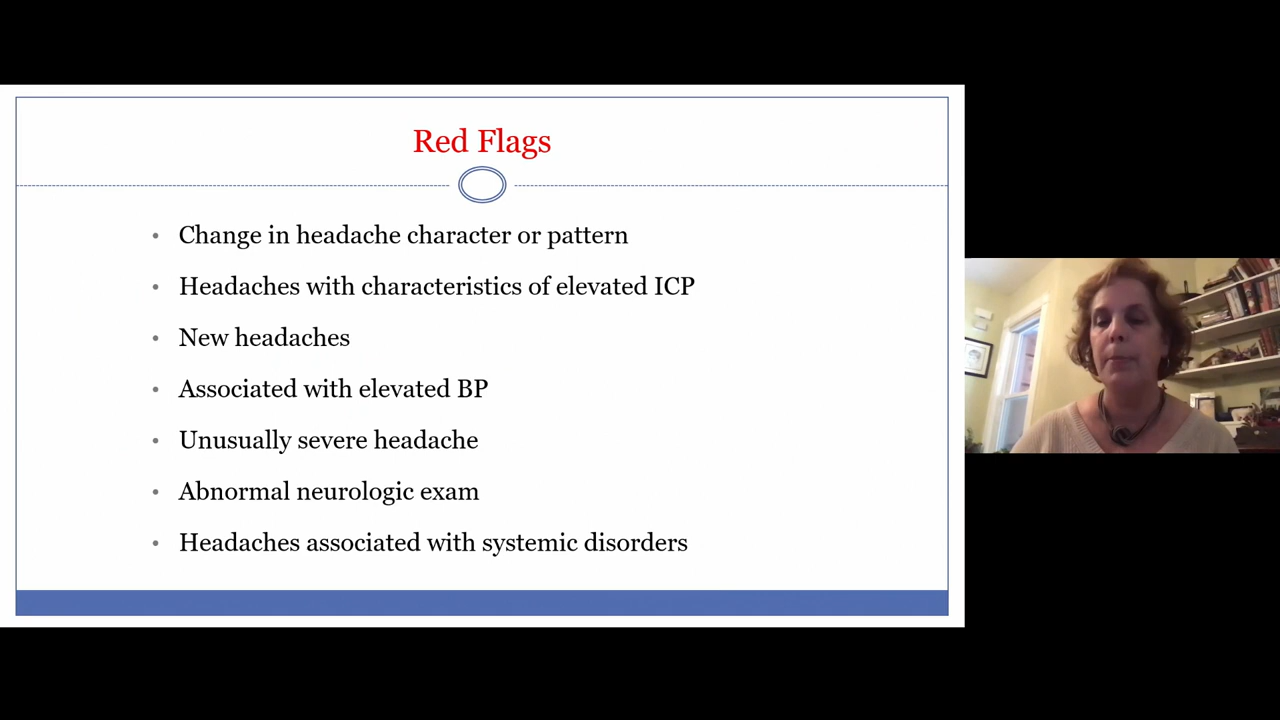 Red Flags
• Change in headache character or pattern
• Headaches with characteristics of elevated ICP
• New headaches
• Associated with elevated BP
• Unusually severe headache
• Abnormal neurologic exam
• Headaches associated with systemic disorders